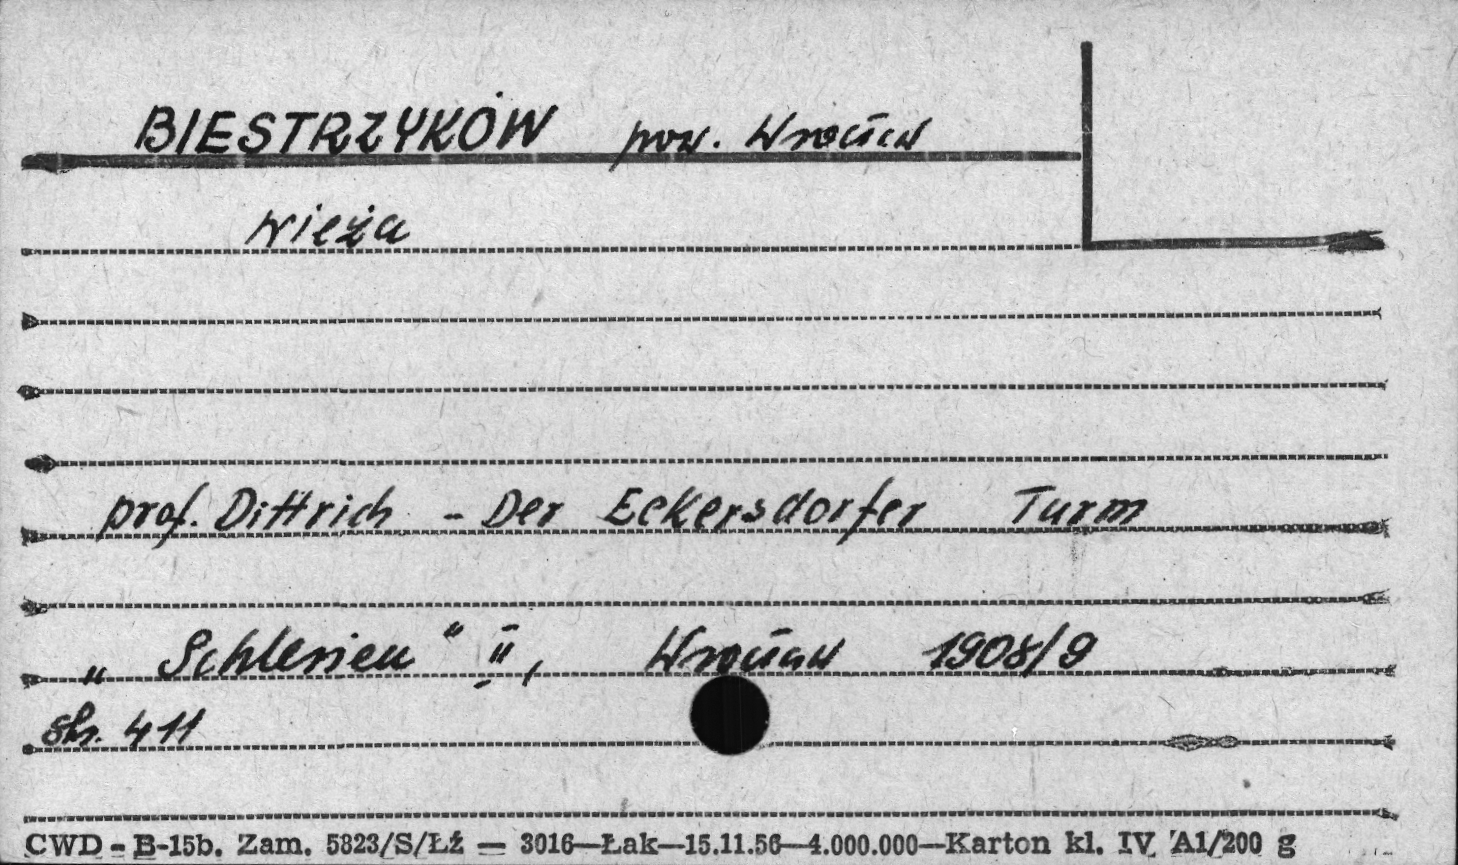 BIESTRZYKÓW pow. Wrocław
Wieża
prof. Dittrich - Der Eckersdorfer Turm
„Schlesien" II, Wrocław 1908/9
str. 411
CWD - B-15b. Zam. 5823/S/ŁŹ — 3016—Łak—15.11.56—4.000.000—Karton kl. IV A1/200 g